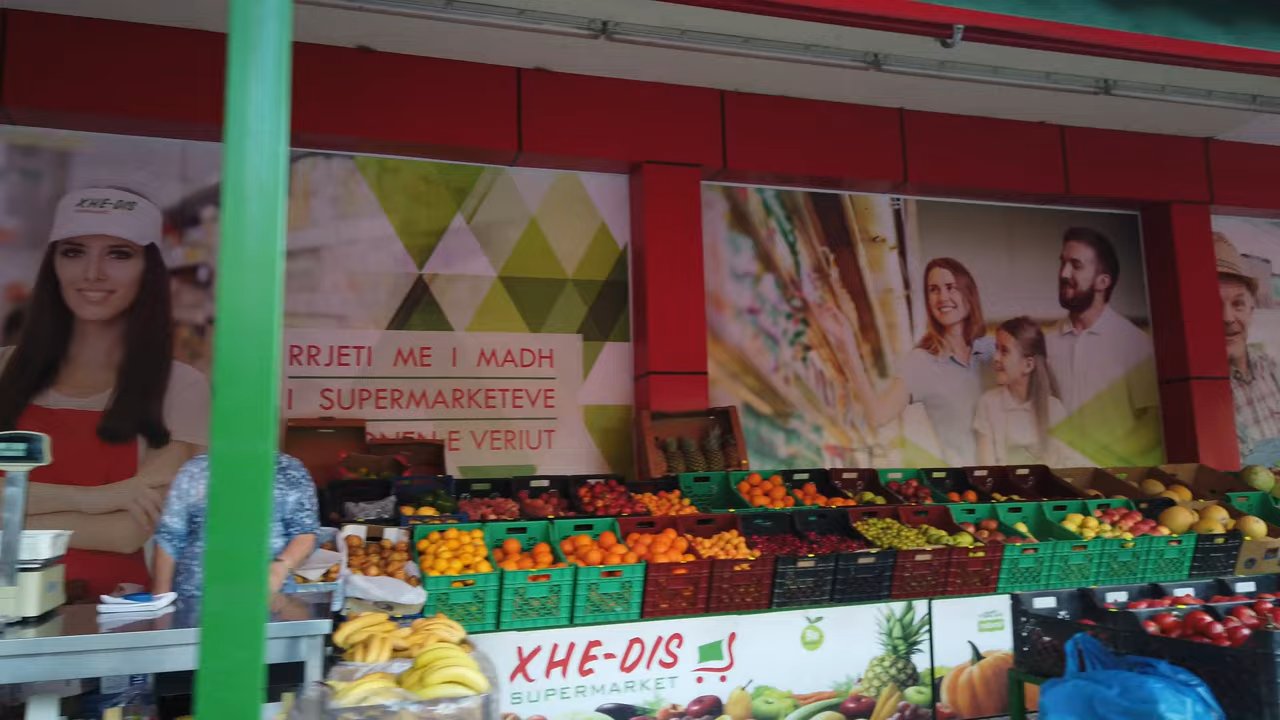 XHE-DIS
RRJETI ME I MADH
I SUPERMARKETEVE
E VERIUT
XHE-DIS
SUPERMARKET